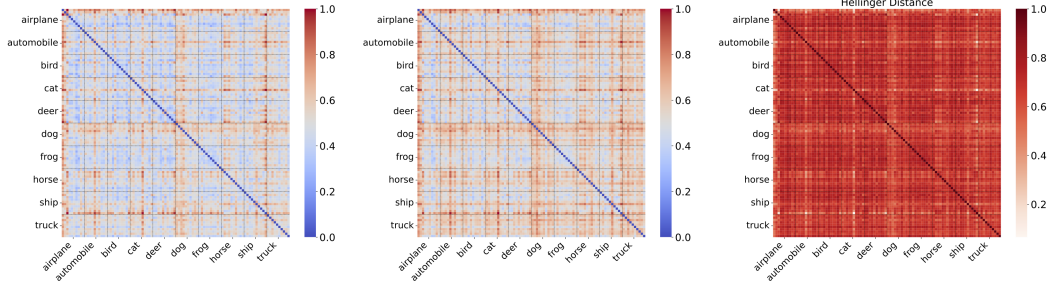 Hellinger Distance
airplane
automobile
bird
cat
deer
dog
frog
horse
ship
truck
airplane
automobile
bird
cat
deer
dog
frog
horse
ship
truck
1.0
0.8
0.6
0.4
0.2
0.0
airplane
automobile
bird
cat
deer
dog
frog
horse
ship
truck
airplane
automobile
bird
cat
deer
dog
frog
horse
ship
truck
1.0
0.8
0.6
0.4
0.2
0.0
airplane
automobile
bird
cat
deer
dog
frog
horse
ship
truck
airplane
automobile
bird
cat
deer
dog
frog
horse
ship
truck
1.0
0.8
0.6
0.4
0.2